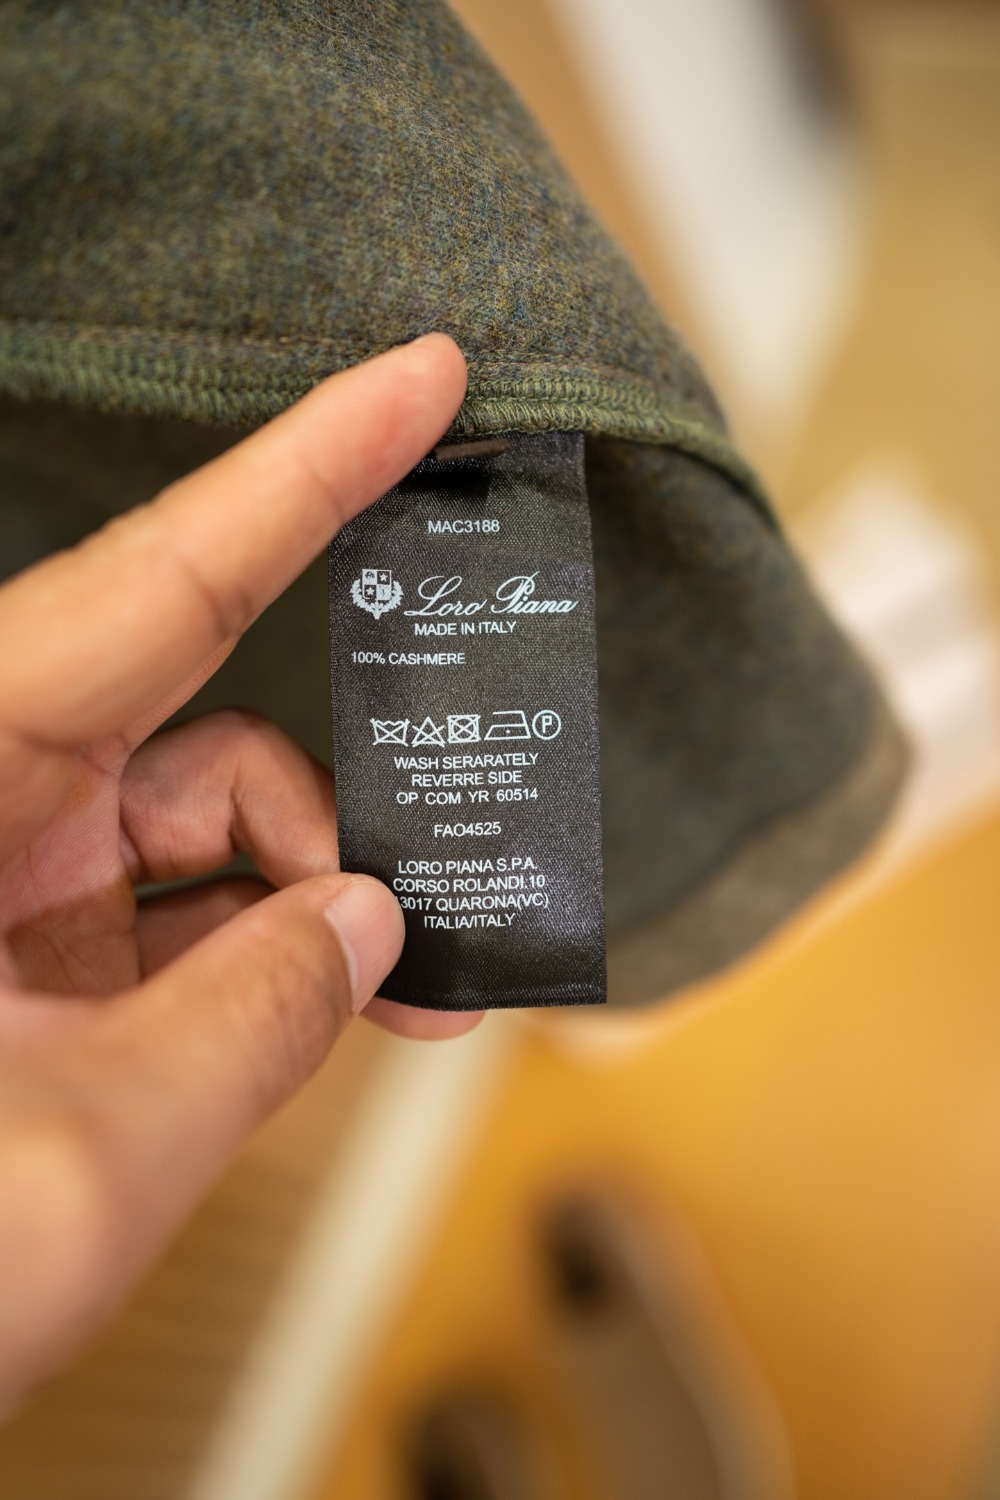 MAC3188
Loro Piana
MADE IN ITALY
100% CASHMERE
P
WASH SERARATELY
REVERRE SIDE
OP COM YR 60514
FAO4525
LORO PIANA S.P.A.
CORSO ROLANDI.10
3017 QUARONA(VC)
ITALIA/ITALY